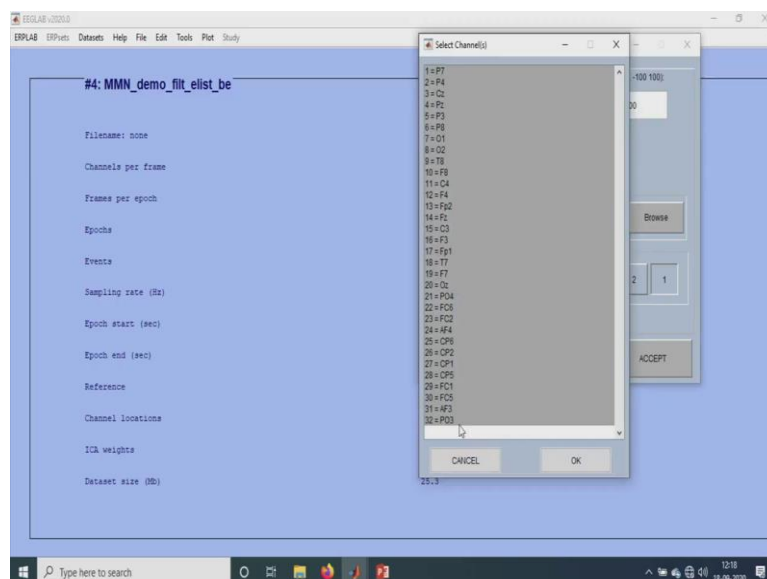 EEGLAB v2020.0
ERPLAB ERPsets Datasets Help File Edit Tools Plot Study
#4: MMN_demo_filt_elist_be
Filename: none
Channels per frame
Frames per epoch
Epochs
Events
Sampling rate (Hz)
Epoch start (sec)
Epoch end (sec)
Reference
Channel locations
ICA weights
Dataset size (Mb)
25.3
Select Channel(s)
1 = P7
2 = P4
3 = Cz
4 = Pz
5 = P3
6 = P8
7 = O1
8 = O2
9 = T8
10 = F8
11 = C4
12 = F4
13 = Fp2
14 = Fz
15 = C3
16 = F3
17 = Fp1
18 = T7
19 = F7
20 = Oz
21 = PO4
22 = FC6
23 = FC2
24 = AF4
25 = CP6
26 = CP2
27 = CP1
28 = CP5
29 = FC1
30 = FC5
31 = AF3
32 = PO3
CANCEL OK
-100 100):
00
Browse
2 1
ACCEPT
Type here to search
12:18
18-09-2020